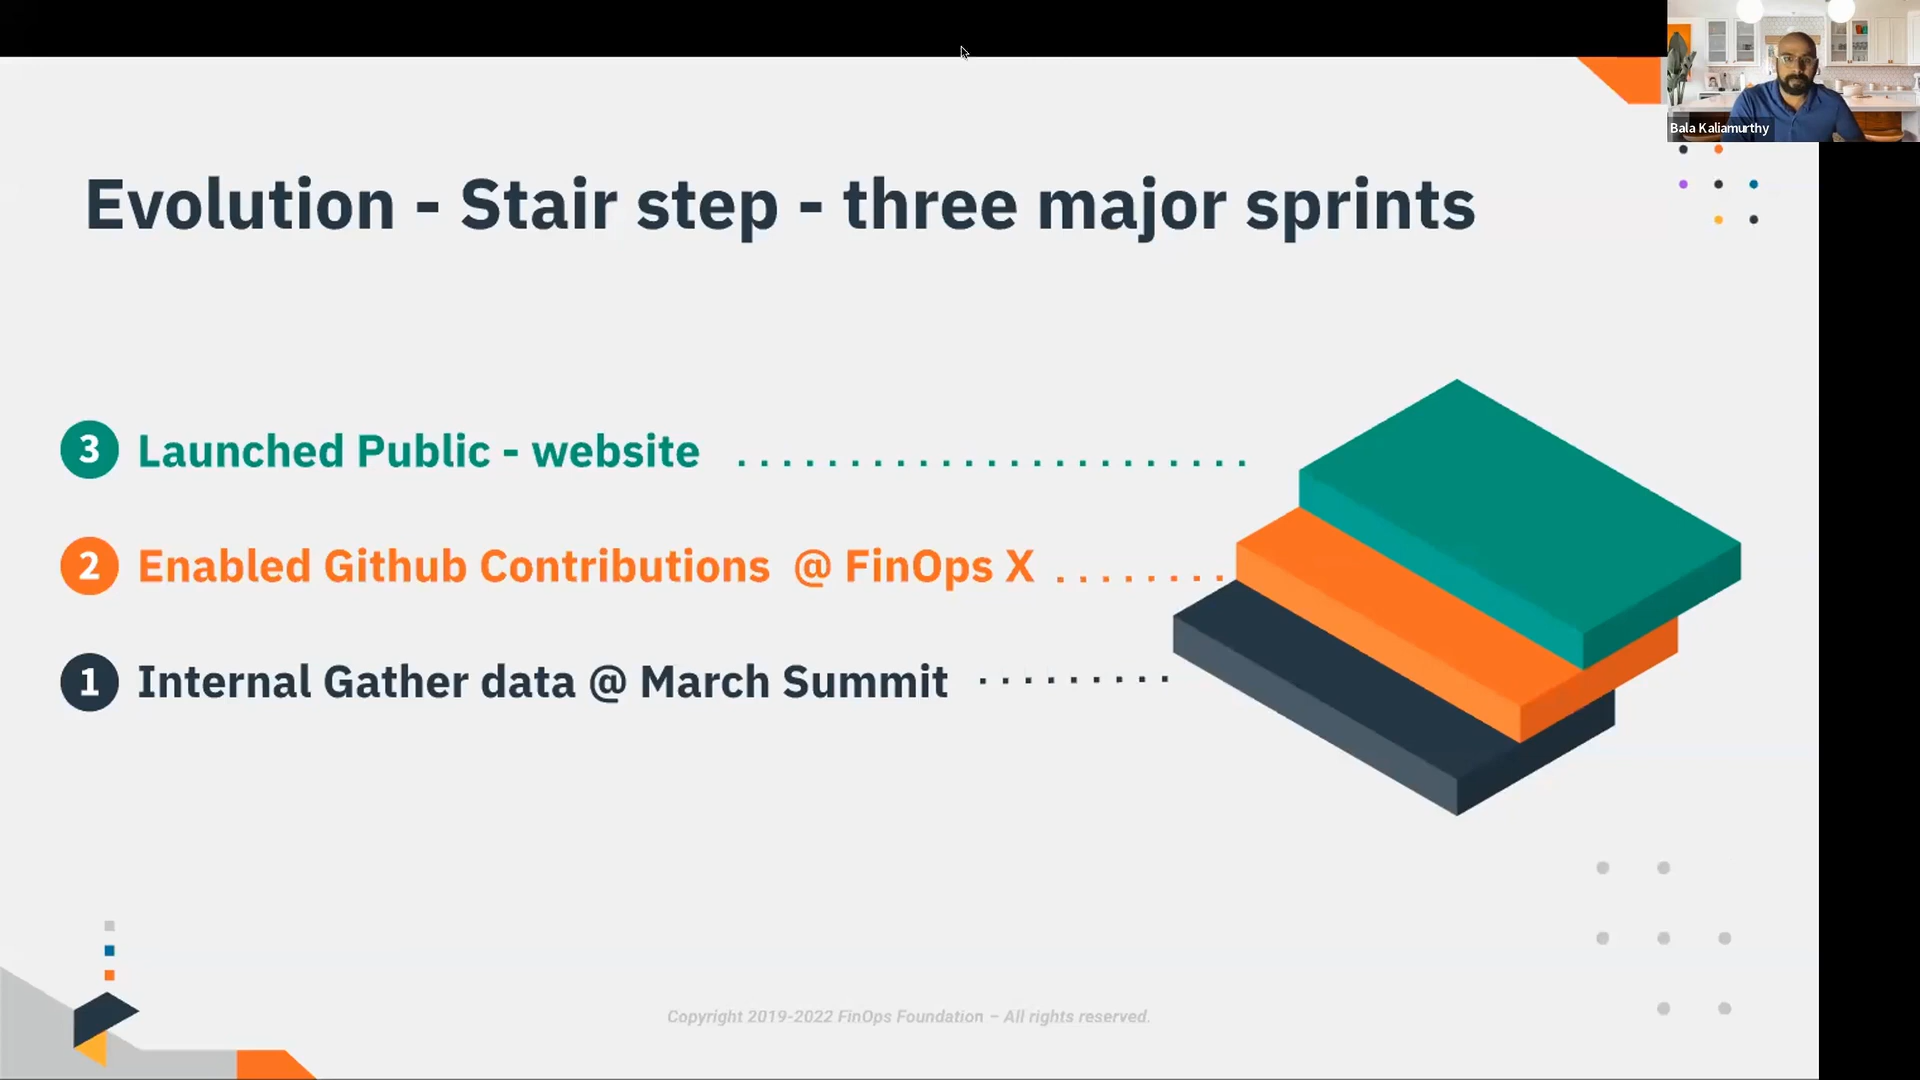 Bala Kaliamurthy
Evolution - Stair step - three major sprints
3 Launched Public - website
2 Enabled Github Contributions @ FinOps X
1 Internal Gather data @ March Summit
Copyright 2019-2022 FinOps Foundation – All rights reserved.